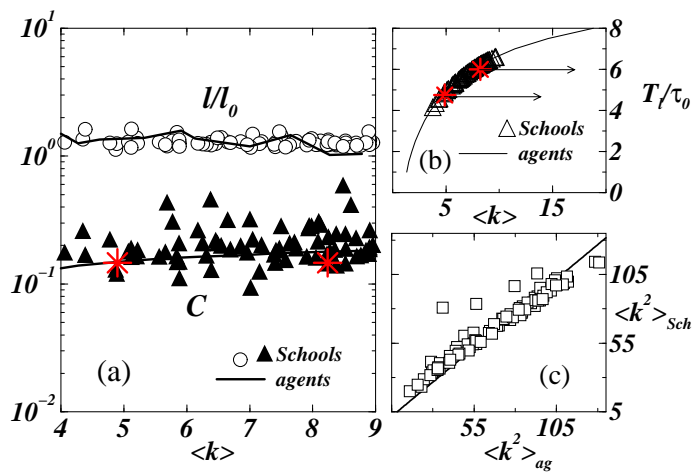 10^1
10^0
10^-1
10^-2
l/l_0
C
(a)
Schools
agents
4 5 6 7 8 9
<k>
8
6
4
2
0
T_l/τ_0
Schools
agents
(b)
5 15
<k>
105
<k^2>_Sch
55
5
(c)
55 105
<k^2>_ag